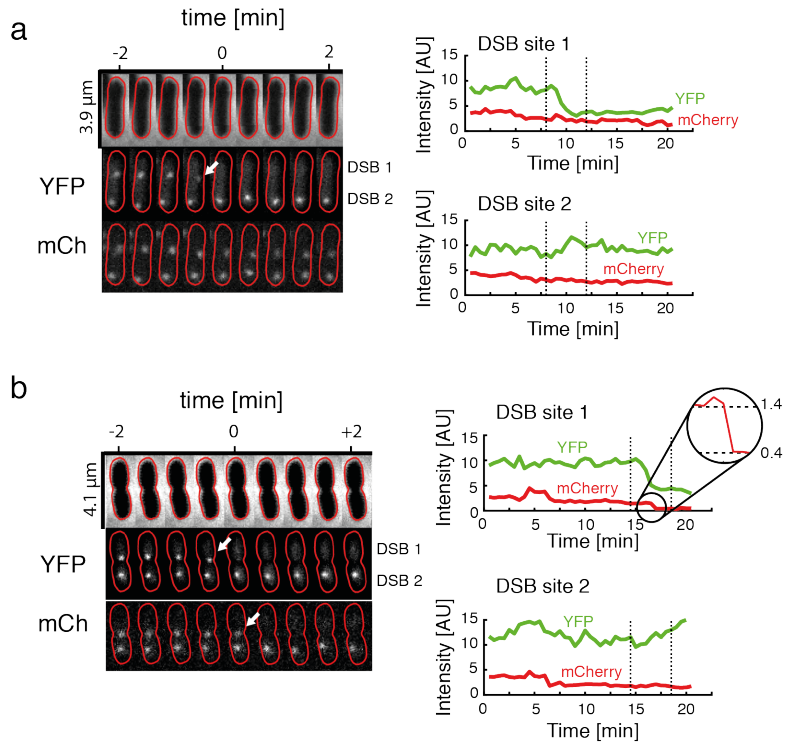 a
time [min]
-2 0 2
3.9 µm
YFP
DSB 1
DSB 2
mCh
DSB site 1
Intensity [AU]
15
10
5
0
YFP
mCherry
0 5 10 15 20
Time [min]
DSB site 2
Intensity [AU]
15
10
5
0
YFP
mCherry
0 5 10 15 20
Time [min]
b
time [min]
-2 0 +2
4.1 µm
YFP
DSB 1
DSB 2
mCh
DSB site 1
Intensity [AU]
15
10
5
0
YFP
mCherry
1.4
0.4
0 5 10 15 20
Time [min]
DSB site 2
Intensity [AU]
15
10
5
0
YFP
mCherry
0 5 10 15 20
Time [min]